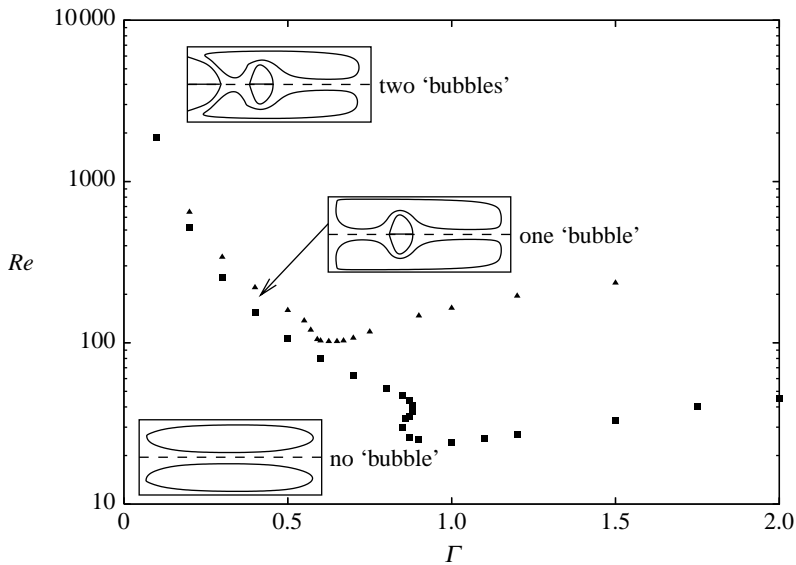 10000
two ‘bubbles’
1000
one ‘bubble’
Re
100
no ‘bubble’
10
0
0.5
1.0
1.5
2.0
Γ